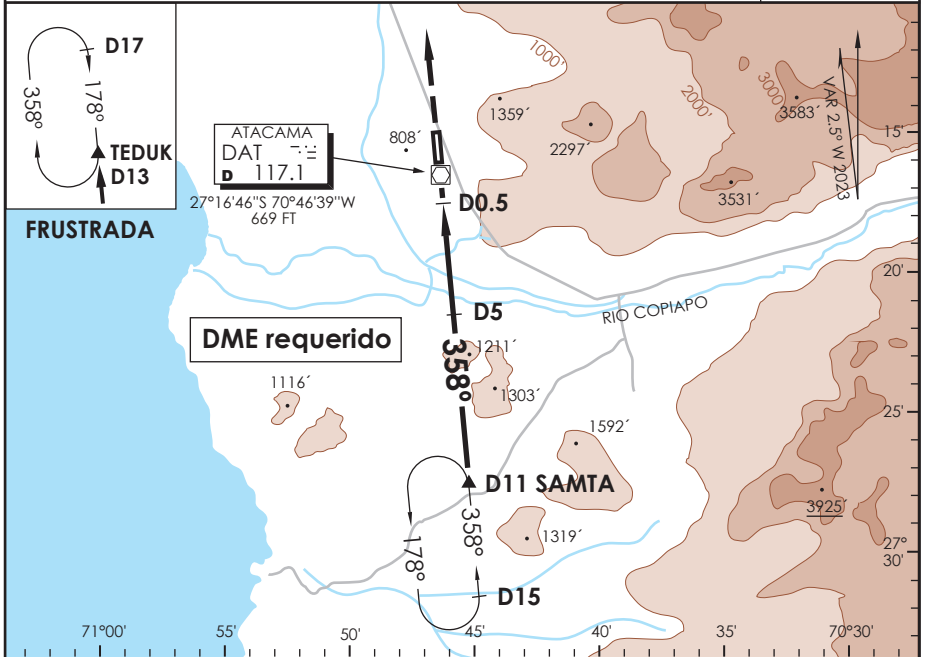 D17
358°
178°
TEDUK
D13
FRUSTRADA
ATACAMA
DAT
D 117.1
27°16'46"S 70°46'39"W
669 FT
808´
1000´
2000´
3000´
1359´
2297´
3583´
3531´
VAR 2.5° W 2023
15'
D0.5
20'
RIO COPIAPO
D5
DME requerido
358°
1211´
1303´
1116´
25'
1592´
D11 SAMTA
3925´
358°
178°
1319´
27°
30'
D15
71°00'
55'
50'
45'
40'
35'
70°30'